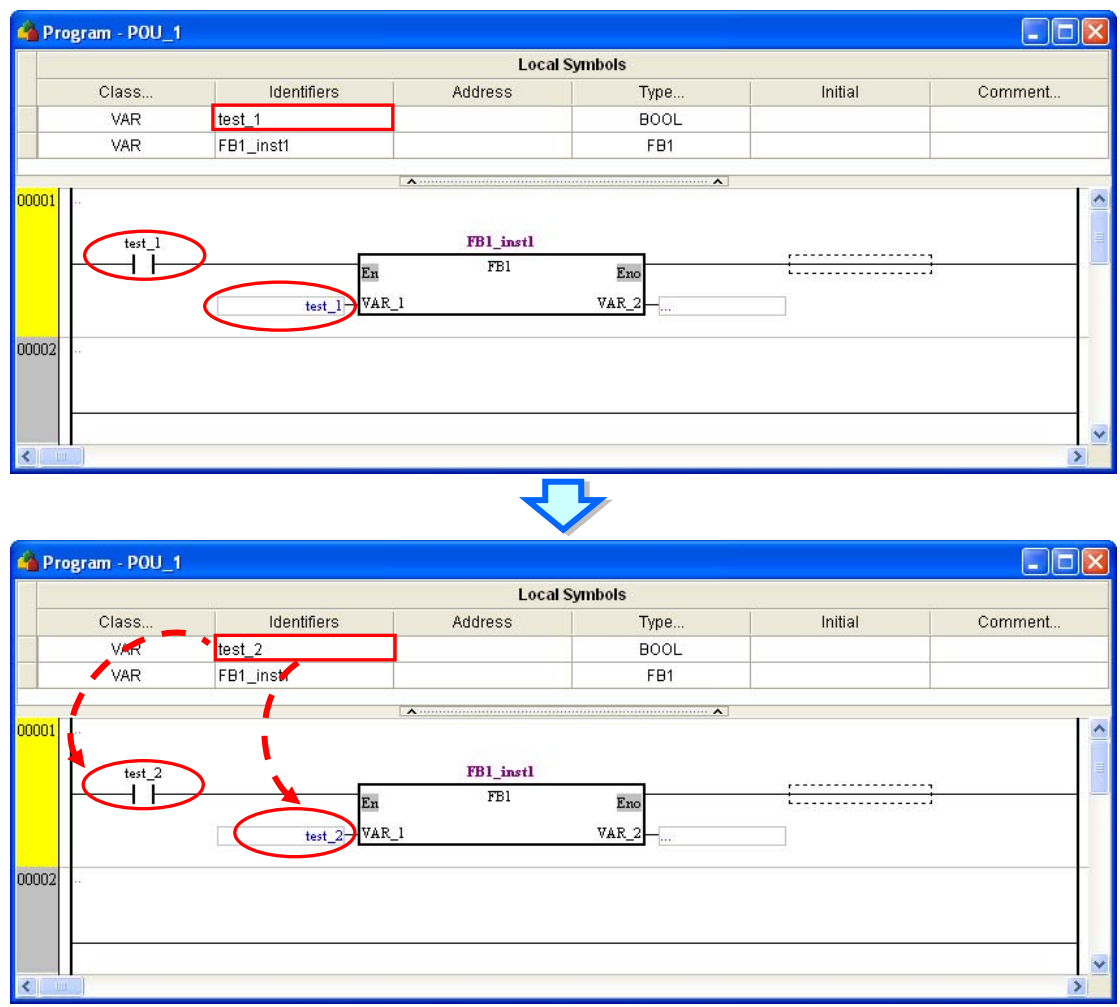 Program - POU_1
Local Symbols
Class... Identifiers Address Type... Initial Comment...
VAR test_1 BOOL
VAR FB1_inst1 FB1
00001 ..
test_1 FB1_inst1
FB1
En Eno
test_1 VAR_1 VAR_2 ...
00002 ..
Program - POU_1
Local Symbols
Class... Identifiers Address Type... Initial Comment...
VAR test_2 BOOL
VAR FB1_inst1 FB1
00001 ..
test_2 FB1_inst1
FB1
En Eno
test_2 VAR_1 VAR_2 ...
00002 ..